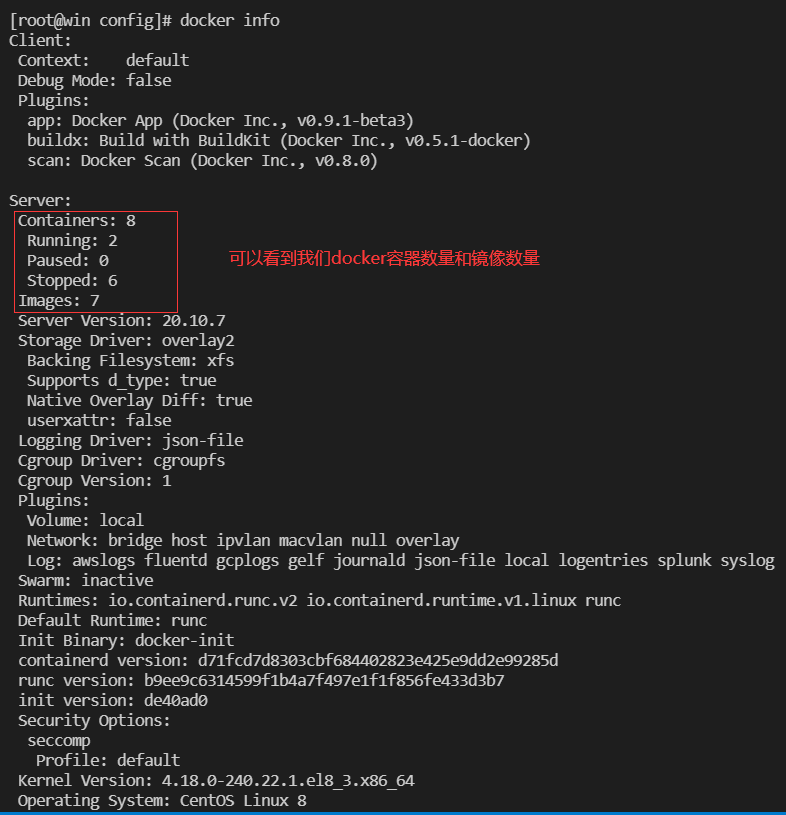 [root@win config]# docker info
Client:
 Context:    default
 Debug Mode: false
 Plugins:
  app: Docker App (Docker Inc., v0.9.1-beta3)
  buildx: Build with BuildKit (Docker Inc., v0.5.1-docker)
  scan: Docker Scan (Docker Inc., v0.8.0)

Server:
 Containers: 8
  Running: 2
  Paused: 0
  Stopped: 6
 Images: 7
可以看到我们docker容器数量和镜像数量
 Server Version: 20.10.7
 Storage Driver: overlay2
  Backing Filesystem: xfs
  Supports d_type: true
  Native Overlay Diff: true
  userxattr: false
 Logging Driver: json-file
 Cgroup Driver: cgroupfs
 Cgroup Version: 1
 Plugins:
  Volume: local
  Network: bridge host ipvlan macvlan null overlay
  Log: awslogs fluentd gcplogs gelf journald json-file local logentries splunk syslog
 Swarm: inactive
 Runtimes: io.containerd.runc.v2 io.containerd.runtime.v1.linux runc
 Default Runtime: runc
 Init Binary: docker-init
 containerd version: d71fcd7d8303cbf684402823e425e9dd2e99285d
 runc version: b9ee9c6314599f1b4a7f497e1f1f856fe433d3b7
 init version: de40ad0
 Security Options:
  seccomp
   Profile: default
 Kernel Version: 4.18.0-240.22.1.el8_3.x86_64
 Operating System: CentOS Linux 8